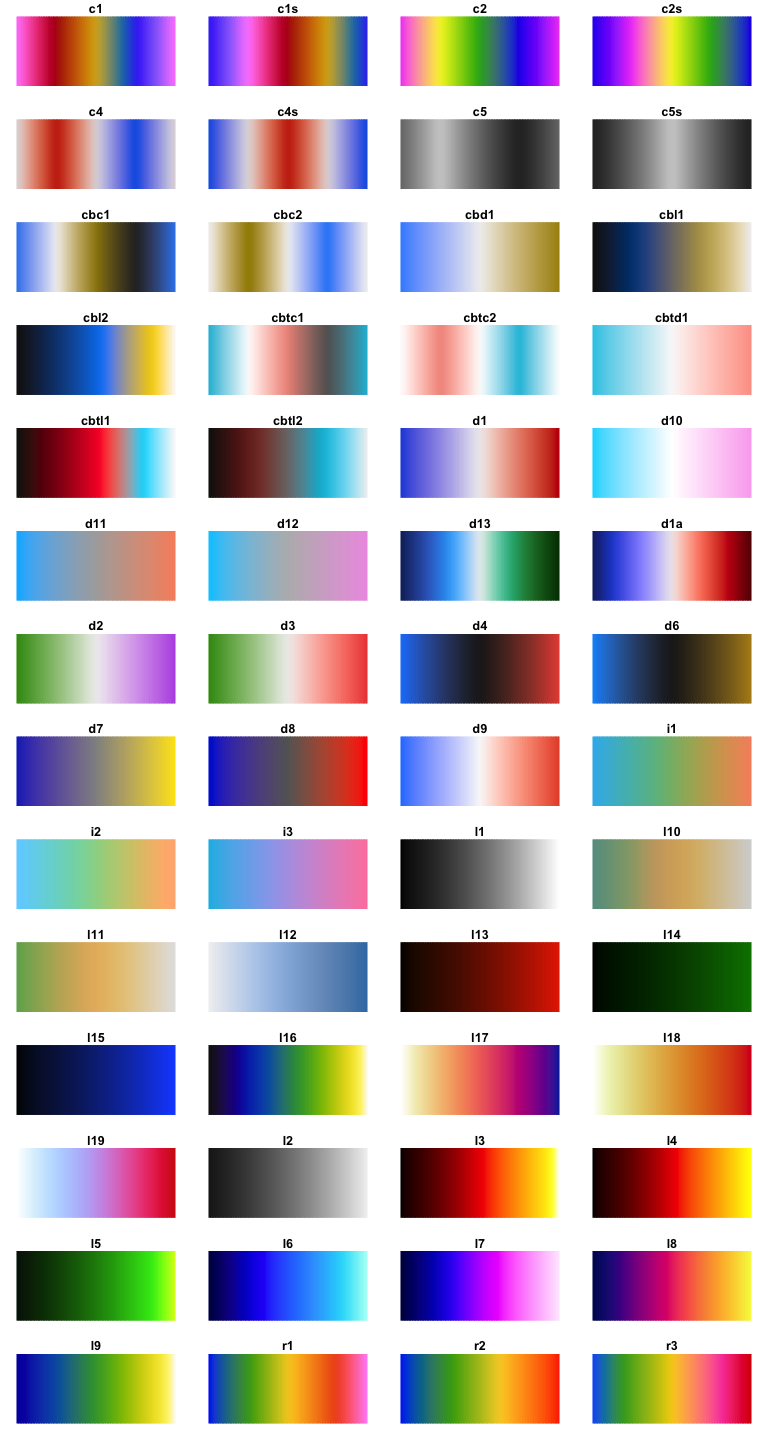 c1 c1s c2 c2s
c4 c4s c5 c5s
cbc1 cbc2 cbd1 cbl1
cbl2 cbtc1 cbtc2 cbtd1
cbtl1 cbtl2 d1 d10
d11 d12 d13 d1a
d2 d3 d4 d6
d7 d8 d9 i1
i2 i3 l1 l10
l11 l12 l13 l14
l15 l16 l17 l18
l19 l2 l3 l4
l5 l6 l7 l8
l9 r1 r2 r3